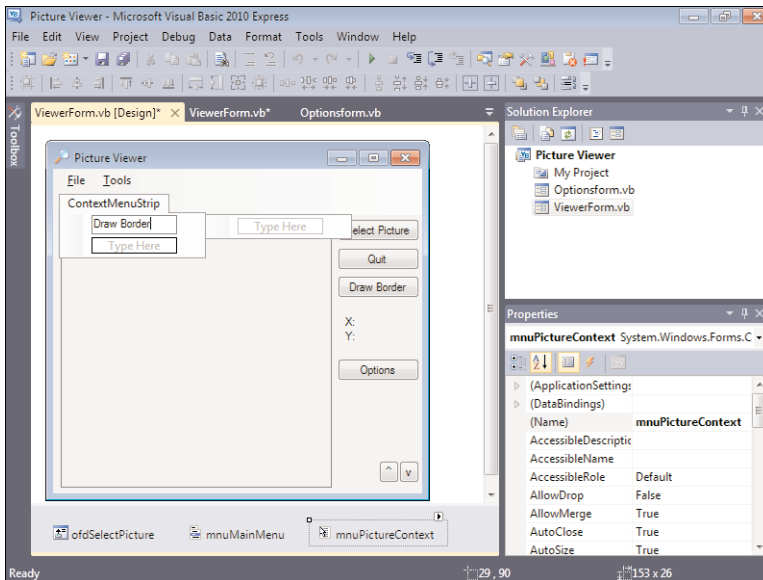 Picture Viewer - Microsoft Visual Basic 2010 Express
File Edit View Project Debug Data Format Tools Window Help
Toolbox
ViewerForm.vb [Design]* ViewerForm.vb* Optionsform.vb
Picture Viewer
File Tools
ContextMenuStrip
Draw Border Type Here
Type Here
elect Picture
Quit
Draw Border
X:
Y:
Options
ofdSelectPicture mnuMainMenu mnuPictureContext
Solution Explorer
Picture Viewer
My Project
Optionsform.vb
ViewerForm.vb
Properties
mnuPictureContext System.Windows.Forms.C
(ApplicationSettings
(DataBindings)
(Name) mnuPictureContext
AccessibleDescriptic
AccessibleName
AccessibleRole Default
AllowDrop False
AllowMerge True
AutoClose True
AutoSize True
Ready 29 , 90 153 x 26